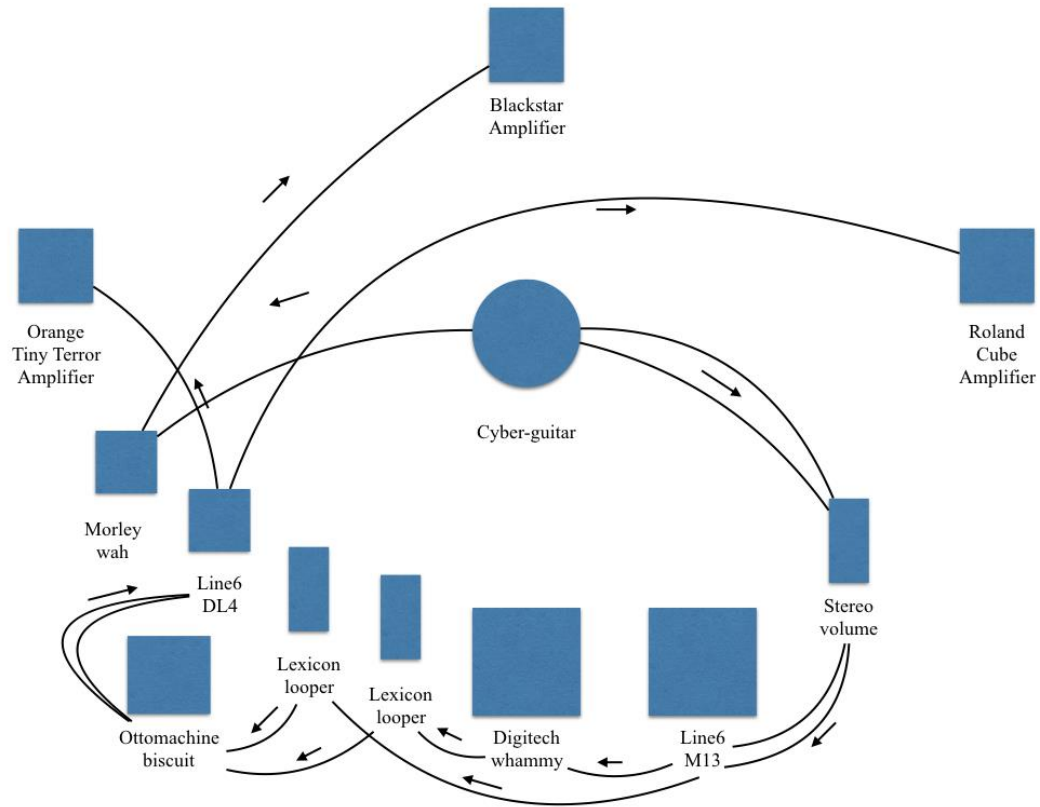 Blackstar
Amplifier
Orange
Tiny Terror
Amplifier
Roland
Cube
Amplifier
Cyber-guitar
Morley
wah
Line6
DL4
Stereo
volume
Lexicon
looper
Lexicon
looper
Ottomachine
biscuit
Digitech
whammy
Line6
M13